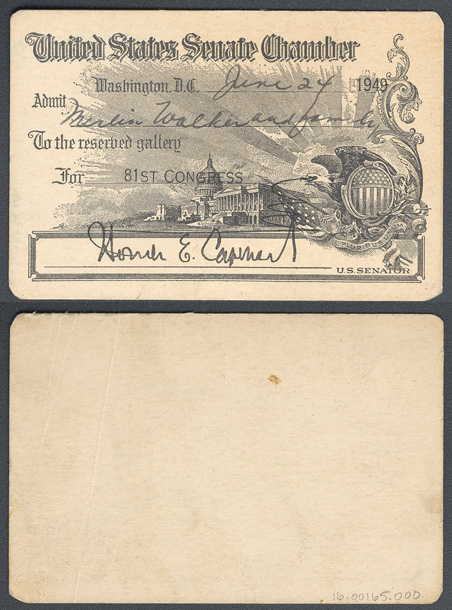 United States Senate Chamber
Washington, D.C. June 24 1949
Admit Merlin Walker and family
To the reserved gallery
For 81ST CONGRESS
PLURIBUS
Homer E. Capehart
U.S. SENATOR
16.00165.000